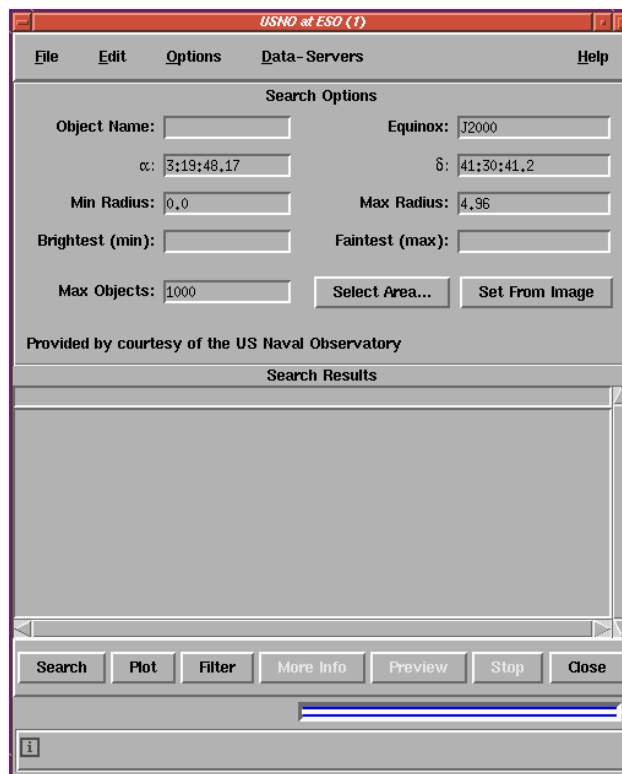 USNO at ESO (1)
File Edit Options Data-Servers Help
Search Options
Object Name: Equinox: J2000
α: 3:19:48.17 δ: 41:30:41.2
Min Radius: 0.0 Max Radius: 4.96
Brightest (min): Faintest (max):
Max Objects: 1000 Select Area... Set From Image
Provided by courtesy of the US Naval Observatory
Search Results
Search Plot Filter More Info Preview Stop Close
i